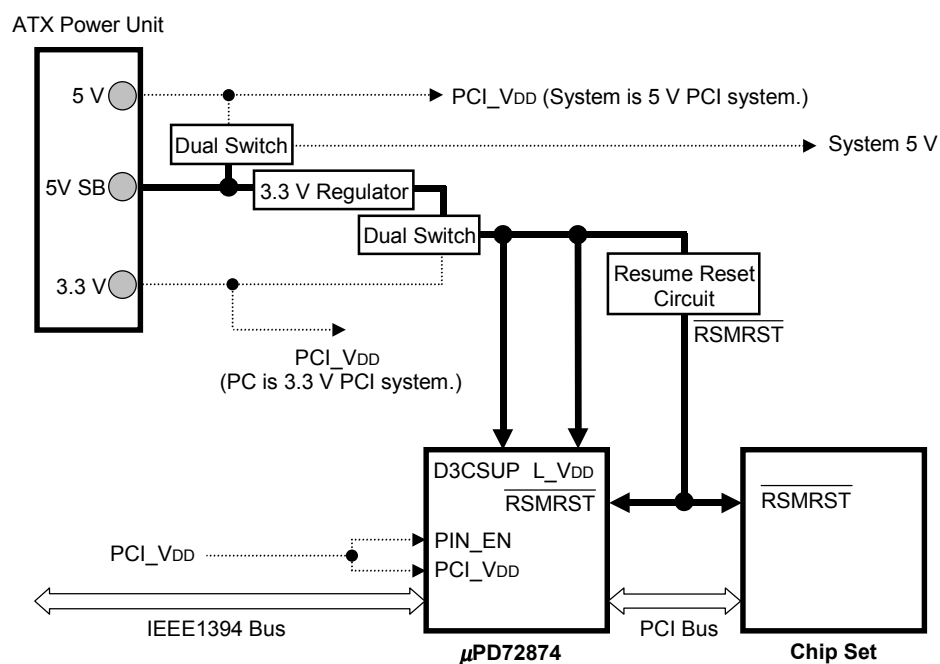 ATX Power Unit
5 V
PCI_VDD (System is 5 V PCI system.)
Dual Switch
System 5 V
5V SB
3.3 V Regulator
Dual Switch
3.3 V
Resume Reset
Circuit
RSMRST
PCI_VDD
(PC is 3.3 V PCI system.)
D3CSUP L_VDD
RSMRST
RSMRST
PIN_EN
PCI_VDD
PCI_VDD
IEEE1394 Bus
PCI Bus
µPD72874
Chip Set